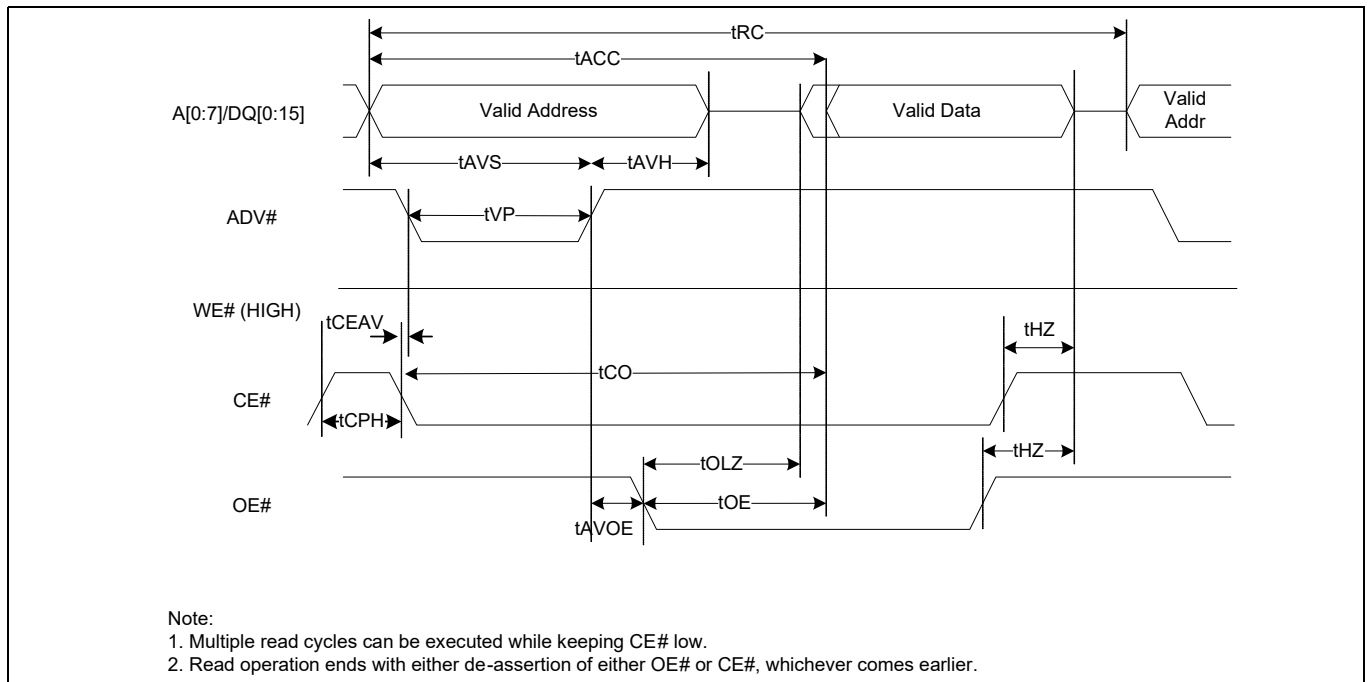 tRC
tACC
A[0:7]/DQ[0:15]
Valid Address
Valid Data
Valid
Addr
tAVS
tAVH
ADV#
tVP
WE# (HIGH)
tCEAV
tHZ
tCO
CE#
tCPH
tHZ
tOLZ
OE#
tOE
tAVOE
Note:
1. Multiple read cycles can be executed while keeping CE# low.
2. Read operation ends with either de-assertion of either OE# or CE#, whichever comes earlier.